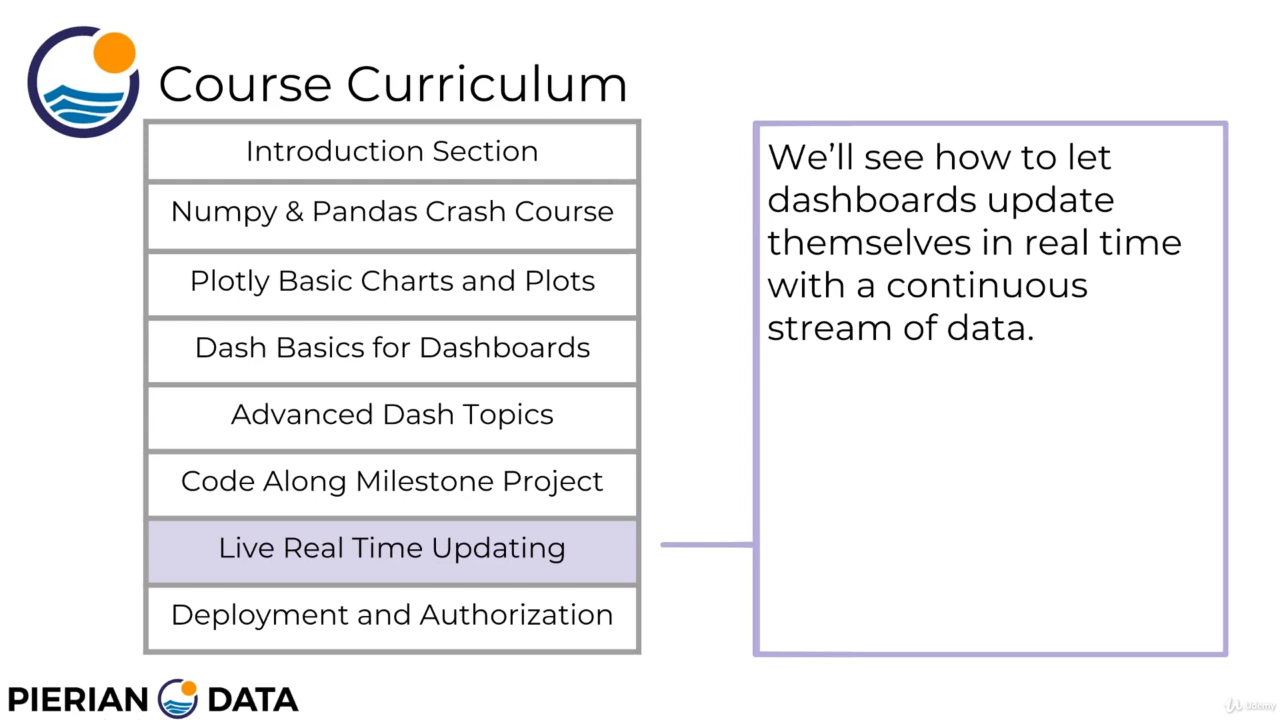 Course Curriculum
Introduction Section
Numpy & Pandas Crash Course
Plotly Basic Charts and Plots
Dash Basics for Dashboards
Advanced Dash Topics
Code Along Milestone Project
Live Real Time Updating
Deployment and Authorization
We’ll see how to let
dashboards update
themselves in real time
with a continuous
stream of data.
PIERIAN DATA
Udemy